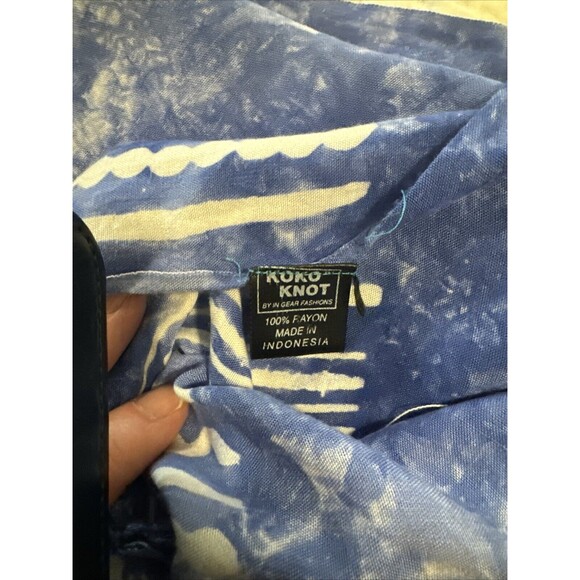 KOKO
KNOT
BY IN GEAR FASHIONS
100% RAYON
MADE IN
INDONESIA